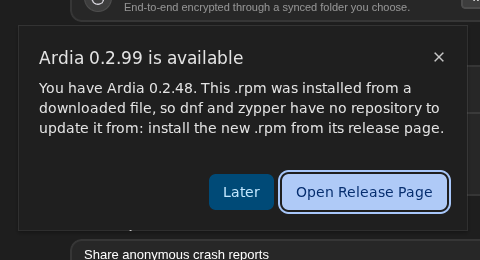 End-to-end encrypted through a synced folder you choose.
Ardia 0.2.99 is available
You have Ardia 0.2.48. This .rpm was installed from a
downloaded file, so dnf and zypper have no repository to
update it from: install the new .rpm from its release page.
Later
Open Release Page
Share anonymous crash reports